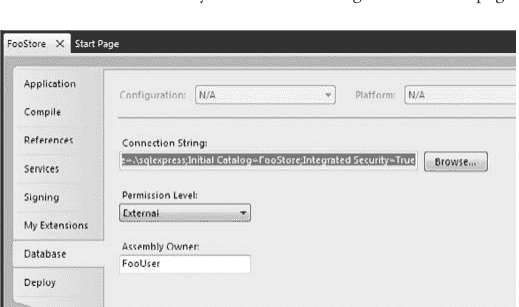 FooStore X Start Page
Application
Compile
References
Services
Signing
My Extensions
Database
Deploy
Configuration: N/A Platform: N/A
Connection String:
=.\sqlexpress;Initial Catalog=FooStore;Integrated Security=True Browse...
Permission Level:
External
Assembly Owner:
FooUser